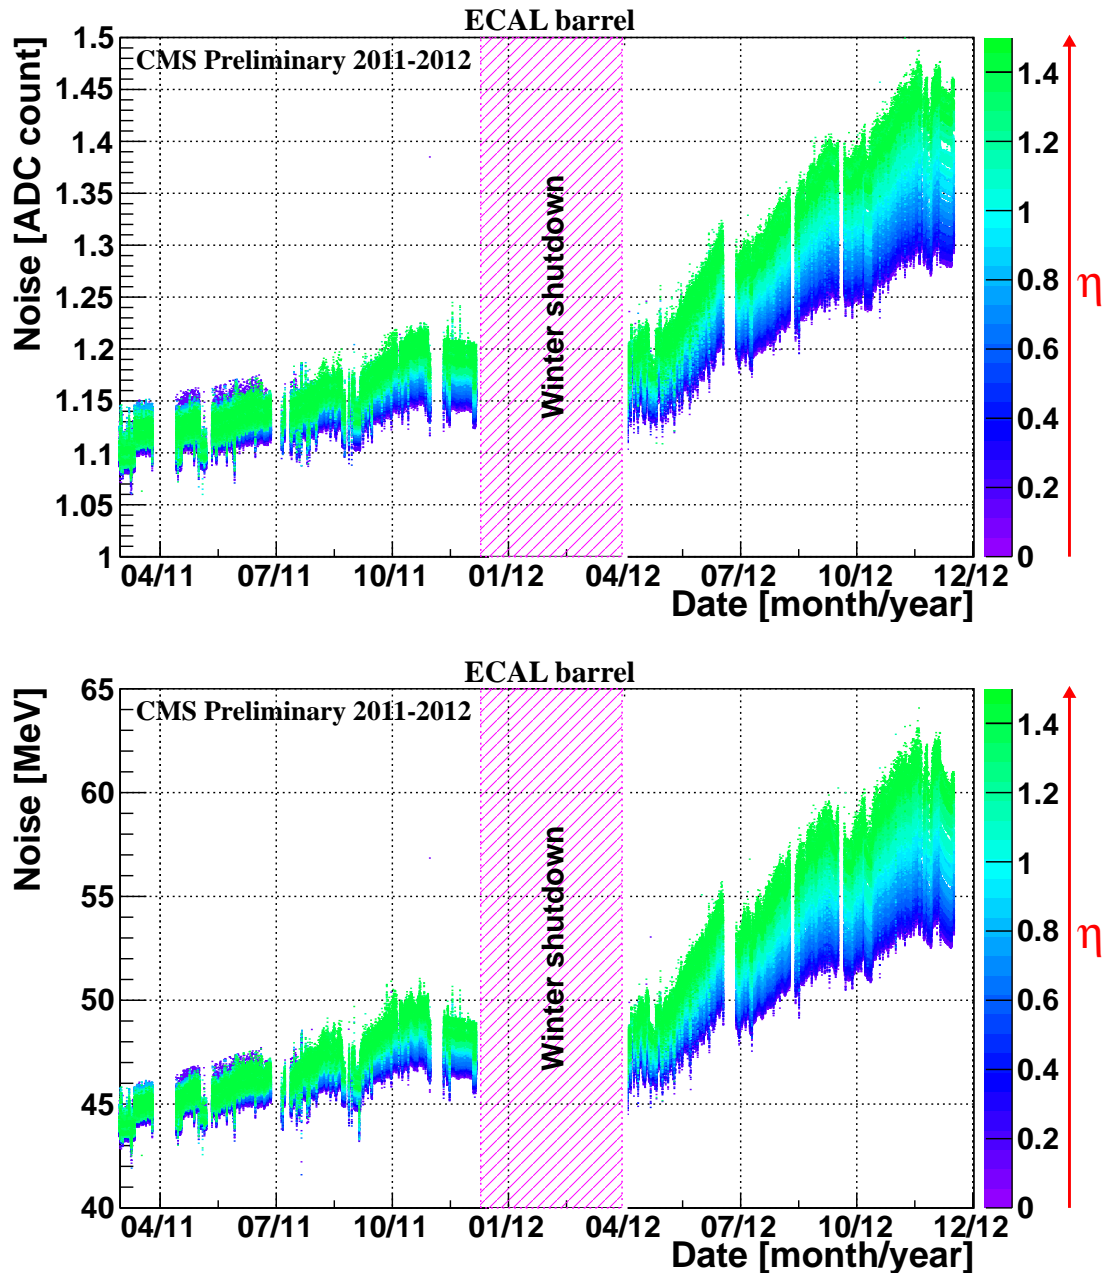 ECAL barrel
CMS Preliminary 2011-2012
Noise [ADC count]
1.5
1.45
1.4
1.35
1.3
1.25
1.2
1.15
1.1
1.05
1
Winter shutdown
04/11 07/11 10/11 01/12 04/12 07/12 10/12 12/12
Date [month/year]
1.4
1.2
1
0.8
0.6
0.4
0.2
0
η
ECAL barrel
CMS Preliminary 2011-2012
Noise [MeV]
65
60
55
50
45
40
Winter shutdown
04/11 07/11 10/11 01/12 04/12 07/12 10/12 12/12
Date [month/year]
1.4
1.2
1
0.8
0.6
0.4
0.2
0
η